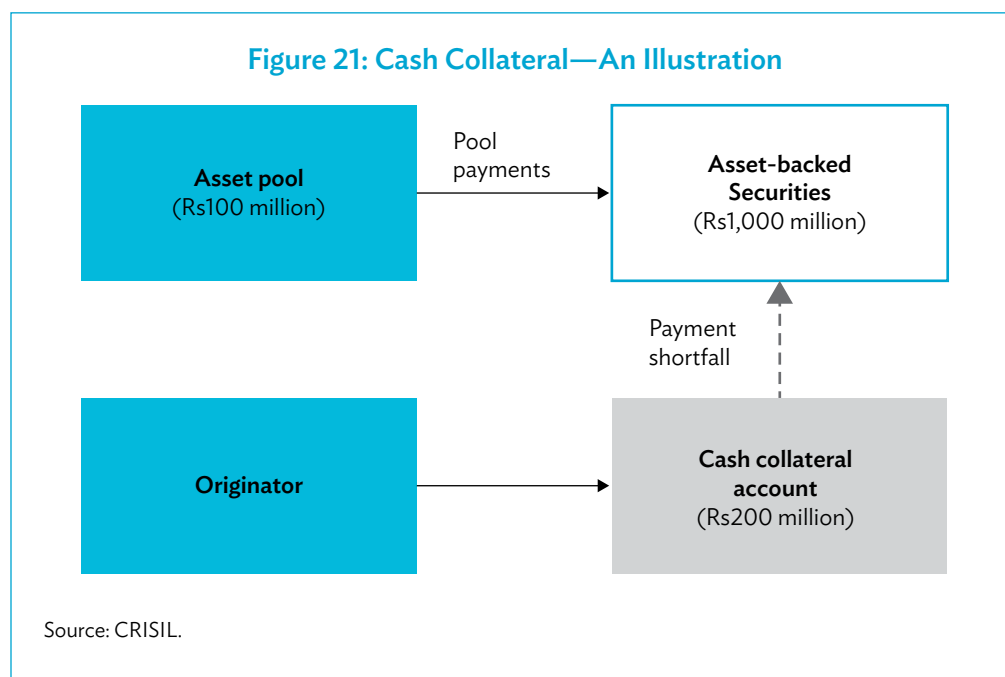 Figure 21: Cash Collateral—An Illustration
Asset pool
(Rs100 million)
Pool
payments
Asset-backed
Securities
(Rs1,000 million)
Payment
shortfall
Originator
Cash collateral
account
(Rs200 million)
Source: CRISIL.